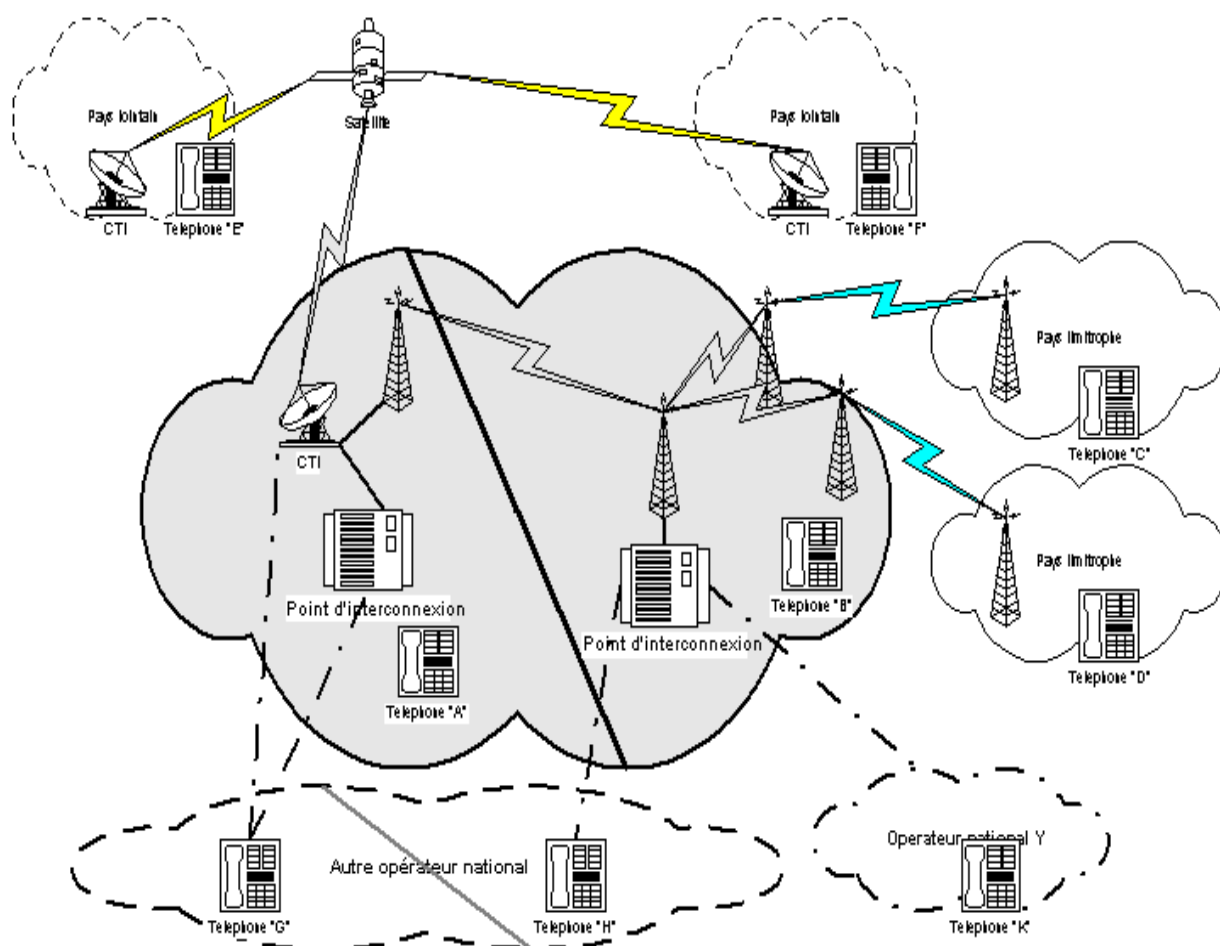 Pays lointain
Satellite
Pays lointain
CTI
Telephone "E"
CTI
Telephone "F"
Pays limitrophe
CTI
Telephone "C"
Pays limitrophe
Point d'interconnexion
Telephone "B"
Point d'interconnexion
Telephone "D"
Telephone "A"
Operateur national Y
Autre opérateur national
Telephone "G"
Telephone "H"
Telephone "K"